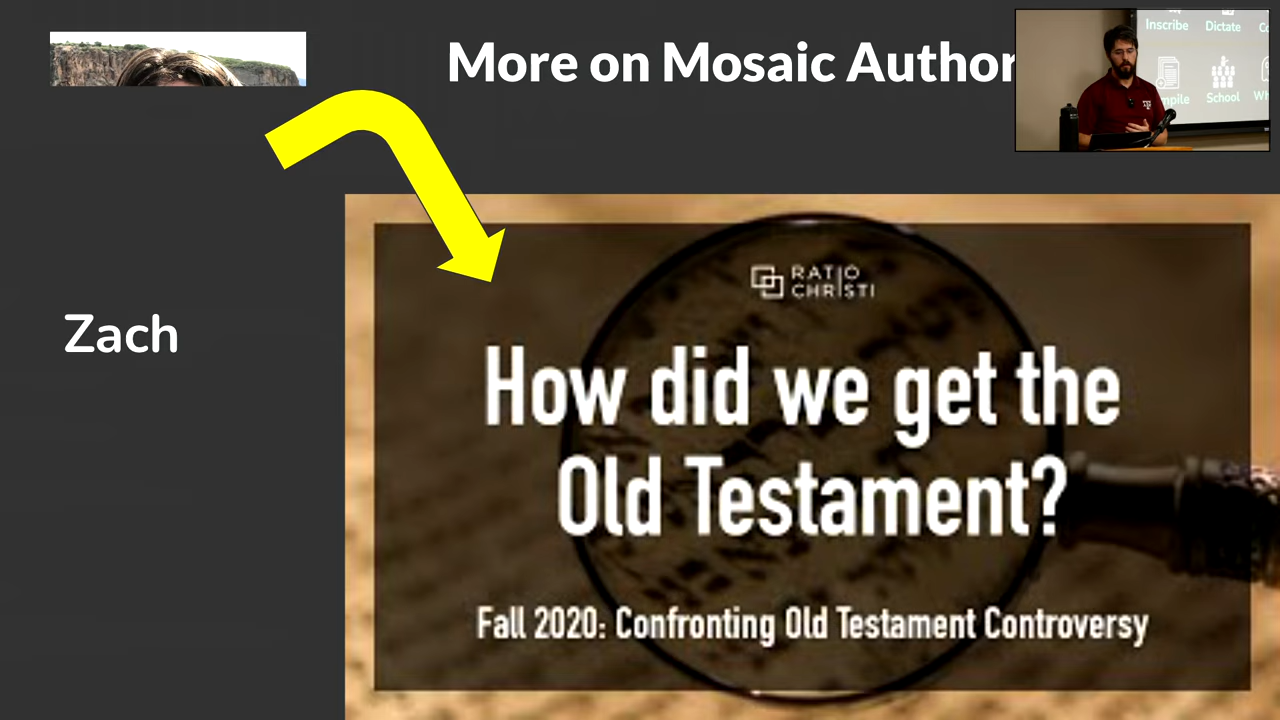 More on Mosaic Author
Inscribe
Dictate
mpile
School
Zach
RATIO
CHRISTI
How did we get the
Old Testament?
Fall 2020: Confronting Old Testament Controversy